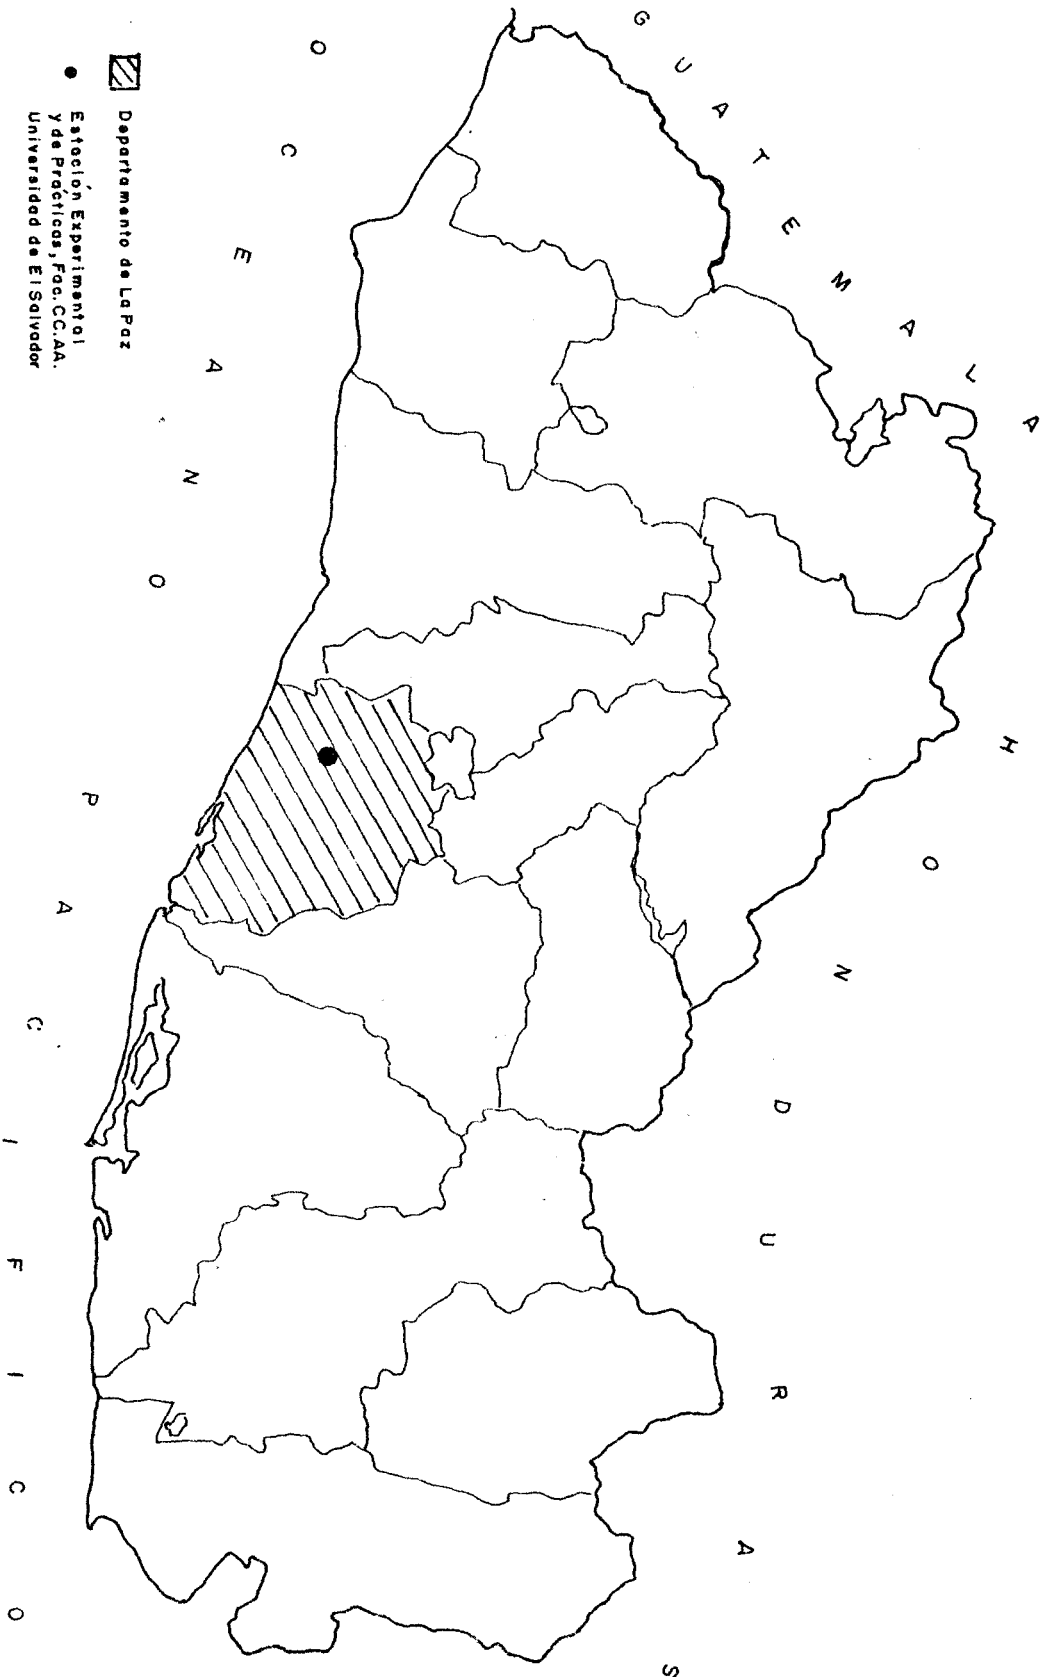 GUATEMALA
HONDURAS
OCEANO PACIFICO
Departamento de La Paz
Estación Experimental
y de Prácticas, Fac. CC. AA.
Universidad de El Salvador